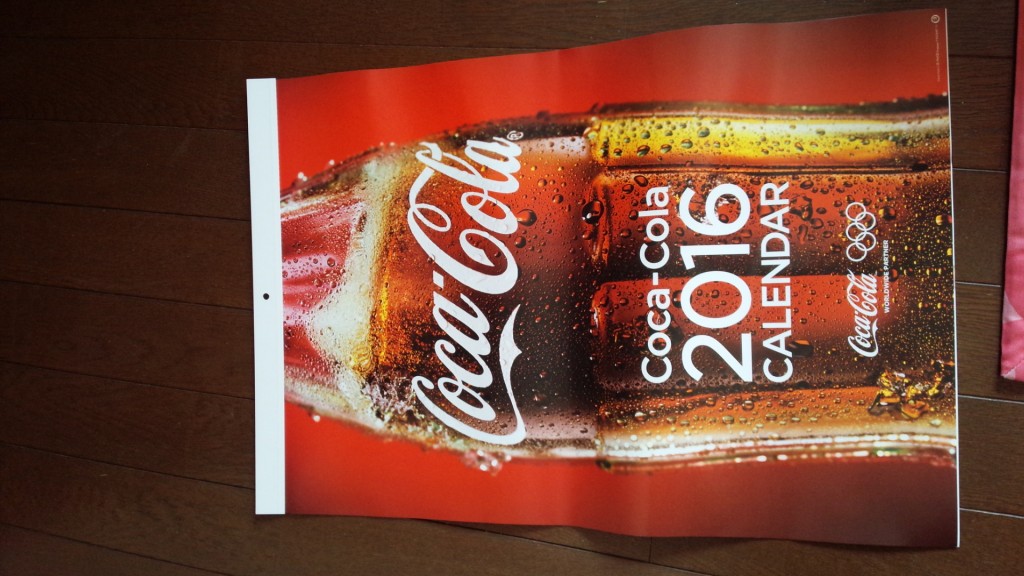 Coca-Cola®
Coca-Cola
2016
CALENDAR
Coca-Cola
WORLDWIDE PARTNER